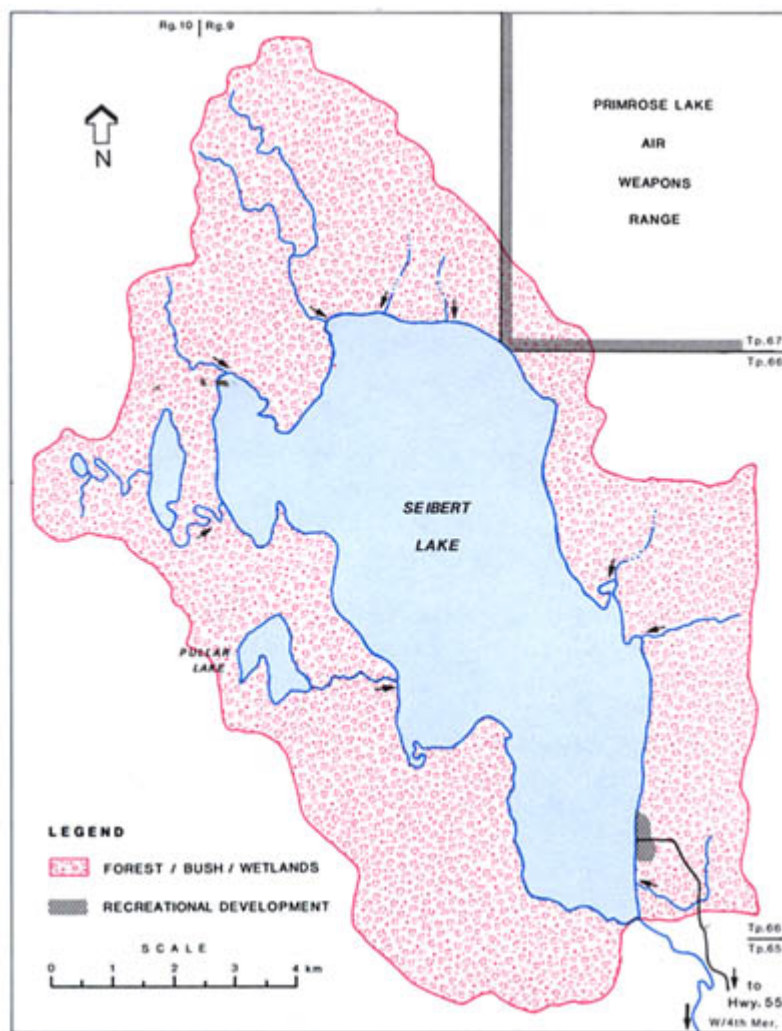 Rg.10 Rg.9
N
PRIMROSE LAKE
AIR
WEAPONS
RANGE
Tp.67
Tp.66
SEIBERT
LAKE
PULLAR
LAKE
LEGEND
FOREST / BUSH / WETLANDS
RECREATIONAL DEVELOPMENT
SCALE
0 1 2 3 4 km
Tp.66
Tp.65
to
Hwy. 55
W/4th Mer.